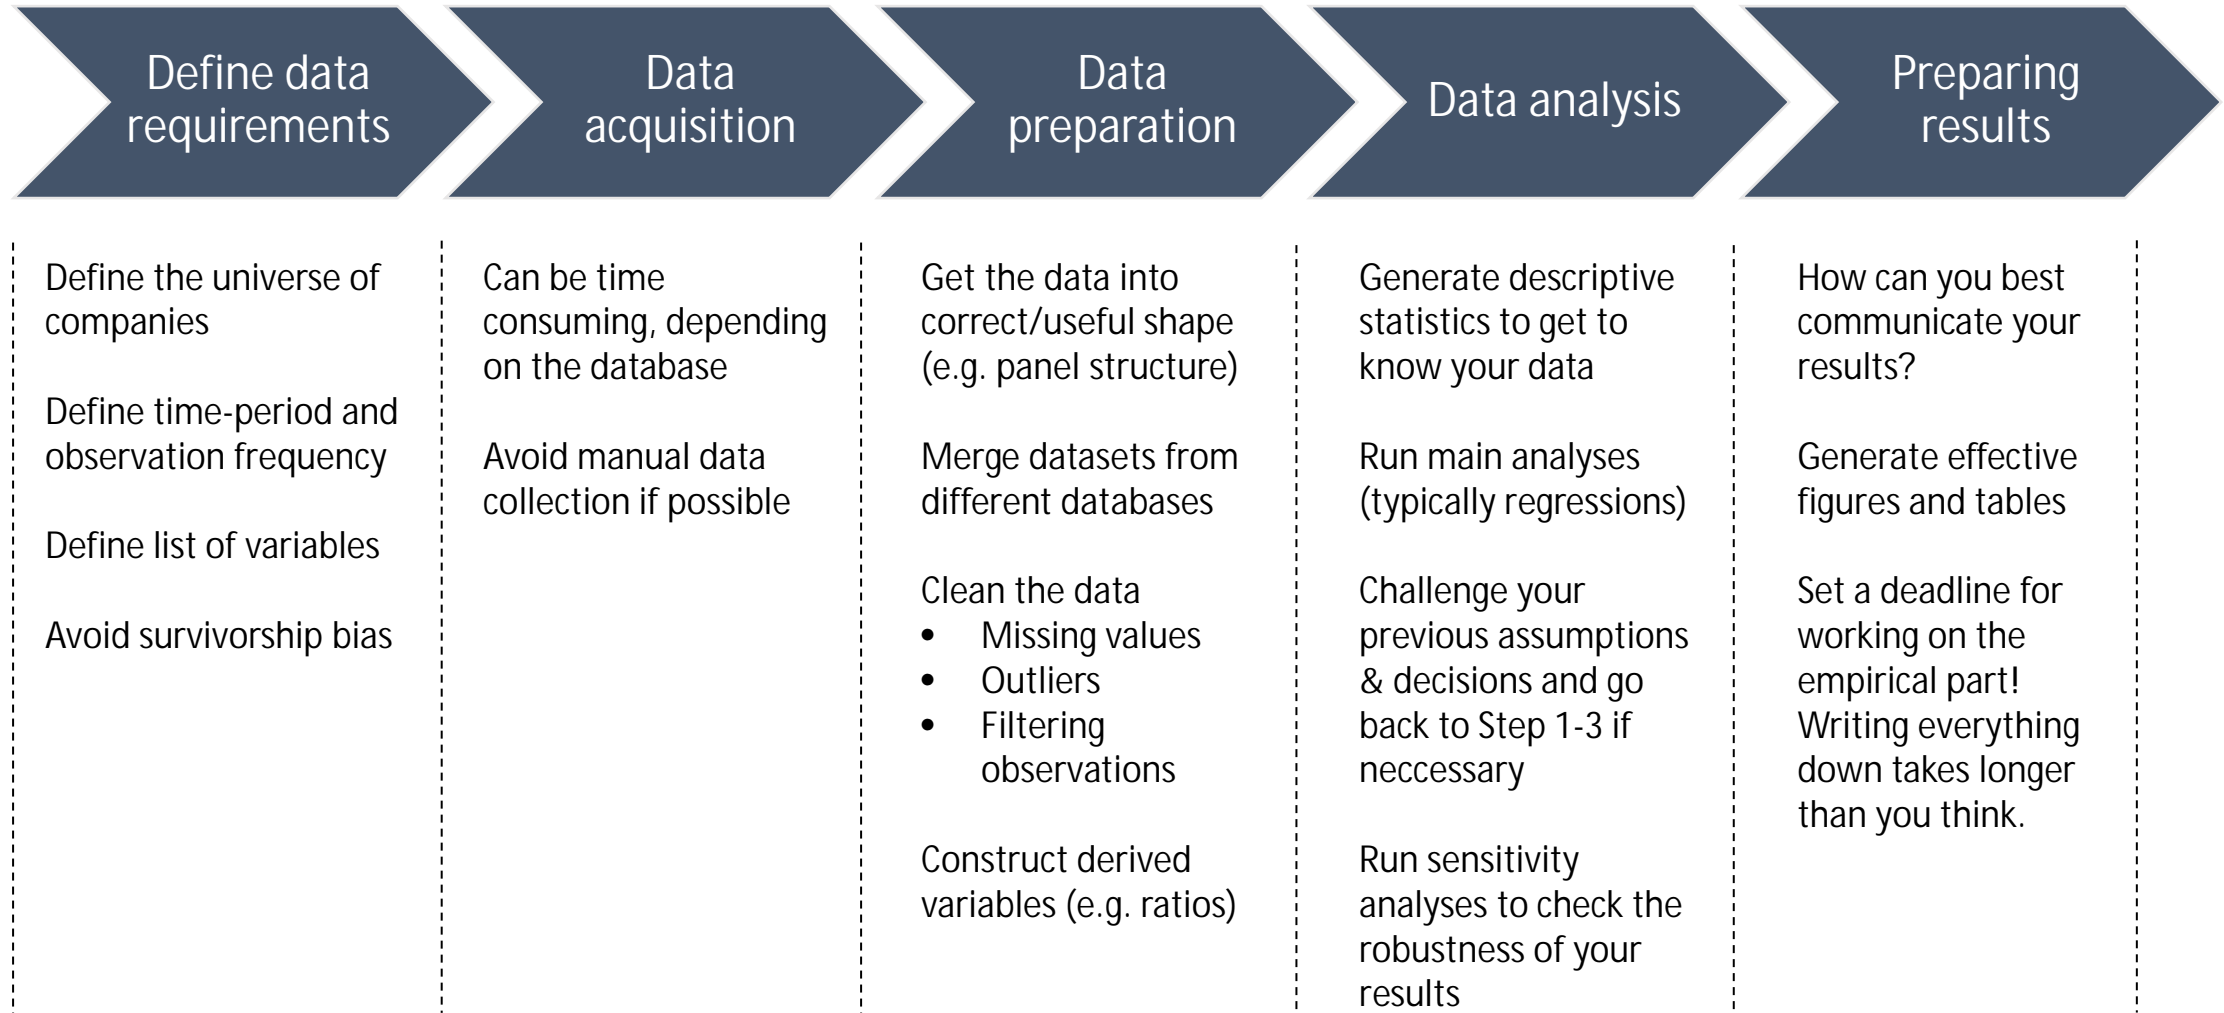 Define data
requirements
Data
acquisition
Data
preparation
Data analysis
Preparing
results
Define the universe of
companies
Define time-period and
observation frequency
Define list of variables
Avoid survivorship bias
Can be time
consuming, depending
on the database
Avoid manual data
collection if possible
Get the data into
correct/useful shape
(e.g. panel structure)
Merge datasets from
different databases
Clean the data
• Missing values
• Outliers
• Filtering
observations
Construct derived
variables (e.g. ratios)
Generate descriptive
statistics to get to
know your data
Run main analyses
(typically regressions)
Challenge your
previous assumptions
& decisions and go
back to Step 1-3 if
neccessary
Run sensitivity
analyses to check the
robustness of your
results
How can you best
communicate your
results?
Generate effective
figures and tables
Set a deadline for
working on the
empirical part!
Writing everything
down takes longer
than you think.